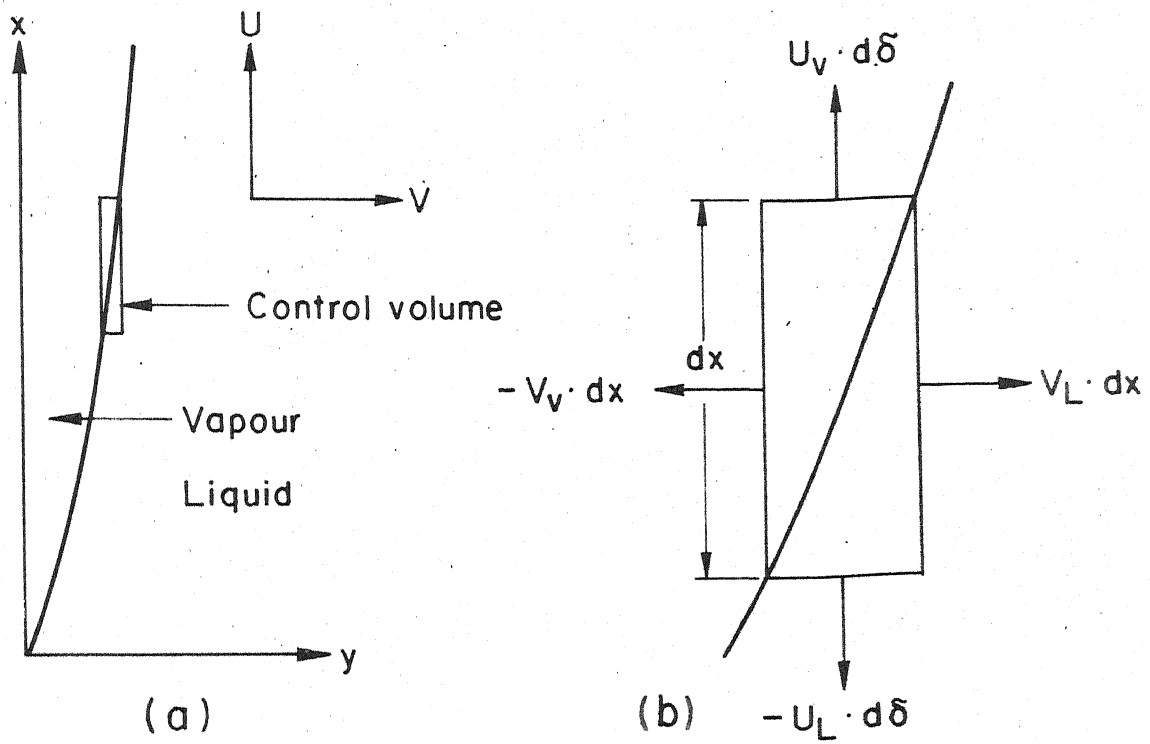 x
U
V
Control volume
Vapour
Liquid
y
(a)
U_v · dδ
dx
-V_v · dx
V_L · dx
-U_L · dδ
(b)